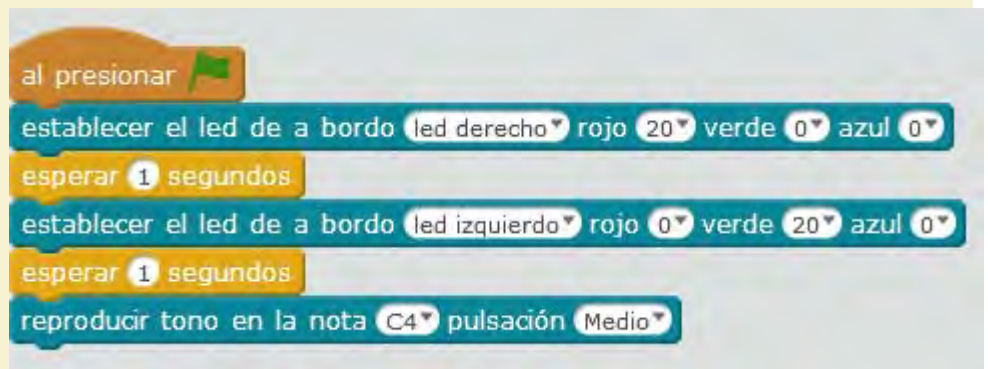 al presionar
establecer el led de a bordo led derecho rojo 20 verde 0 azul 0
esperar 1 segundos
establecer el led de a bordo led izquierdo rojo 0 verde 20 azul 0
esperar 1 segundos
reproducir tono en la nota C4 pulsación Medio